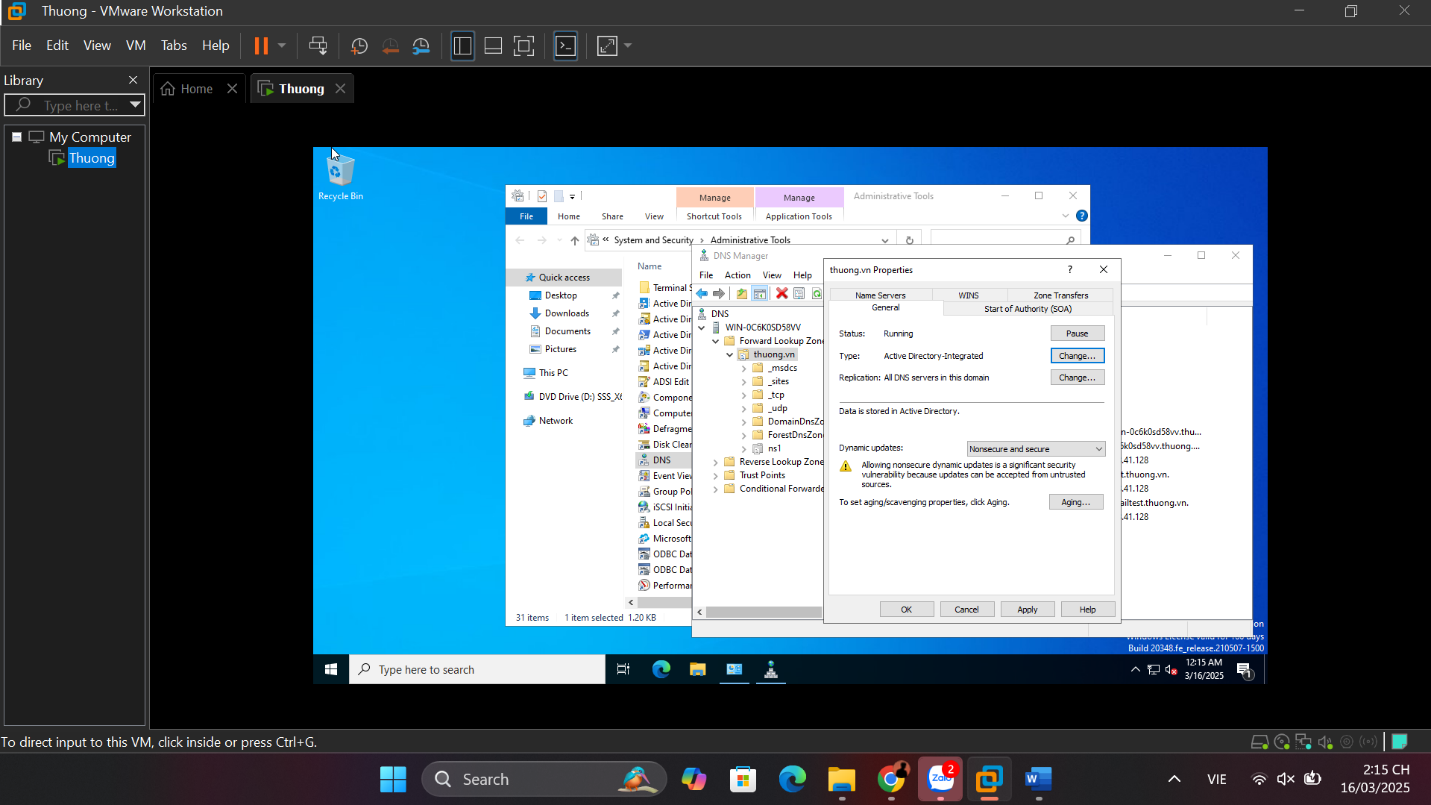 Thuong - VMware Workstation
File Edit View VM Tabs Help
Library
Type here t...
Home
Thuong
My Computer
Thuong
Recycle Bin
Manage
Manage
Administrative Tools
File
Home
Share
View
Shortcut Tools
Application Tools
« System and Security › Administrative Tools
Quick access
Desktop
Downloads
Documents
Pictures
This PC
DVD Drive (D:) SSS_X6
Network
Name
Terminal S
Active Dir
Active Dir
Active Dir
Active Dir
Active Dir
ADSI Edit
Compone
Computer
Defragme
Disk Clear
DNS
Event View
Group Pol
iSCSI Initia
Local Secu
Microsoft
ODBC Dat
ODBC Dat
Performar
31 items
1 item selected 1.20 KB
DNS Manager
File Action View Help
DNS
WIN-0C6K0SD58VV
Forward Lookup Zone
thuong.vn
_msdcs
_sites
_tcp
_udp
DomainDnsZo
ForestDnsZon
ns1
Reverse Lookup Zone
Trust Points
Conditional Forwarde
thuong.vn Properties
?
Name Servers
WINS
Zone Transfers
General
Start of Authority (SOA)
Status: Running
Pause
Type: Active Directory-Integrated
Change...
Replication: All DNS servers in this domain
Change...
Data is stored in Active Directory.
Dynamic updates:
Nonsecure and secure
Allowing nonsecure dynamic updates is a significant security
vulnerability because updates can be accepted from untrusted
sources.
To set aging/scavenging properties, click Aging.
Aging...
OK
Cancel
Apply
Help
n-0c6k0sd58vv.thu...
6k0sd58vv.thuong....
.41.128
t.thuong.vn.
.41.128
ailtest.thuong.vn.
.41.128
Build 20348.fe_release.210507-1500
Type here to search
12:15 AM
3/16/2025
1
To direct input to this VM, click inside or press Ctrl+G.
Search
Zalo
2
VIE
2:15 CH
16/03/2025